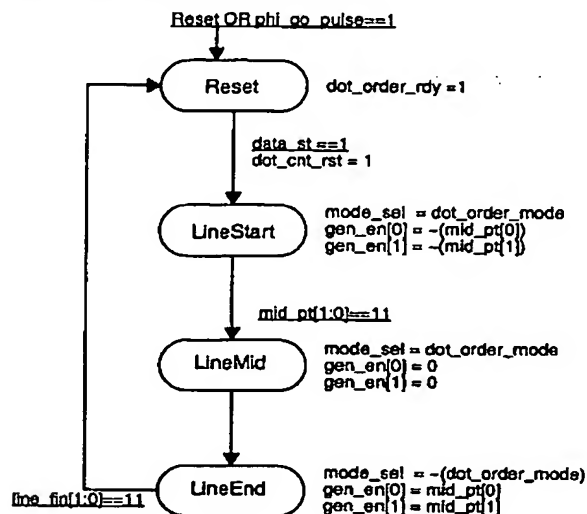 Reset OR phi_go_pulse==1
Reset
dot_order_rdy = 1
data_st==1
dot_cnt_rst = 1
LineStart
mode_sel = dot_order_mode
gen_en[0] = ~(mid_pt[0])
gen_en[1] = ~(mid_pt[1])
mid_pt[1:0]==11
LineMid
mode_sel = dot_order_mode
gen_en[0] = 0
gen_en[1] = 0
LineEnd
mode_sel = ~(dot_order_mode)
gen_en[0] = mid_pt[0]
gen_en[1] = mid_pt[1]
line_fin[1:0]==11